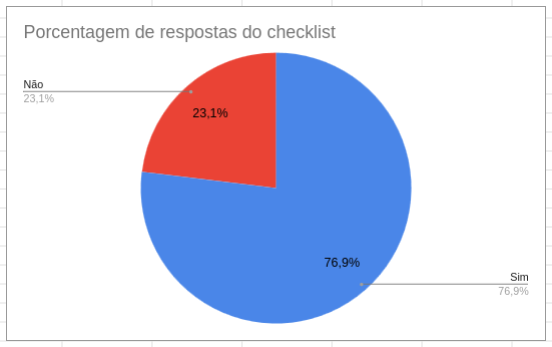 Porcentagem de respostas do checklist
Não
23,1%
23,1%
76,9%
Sim
76,9%